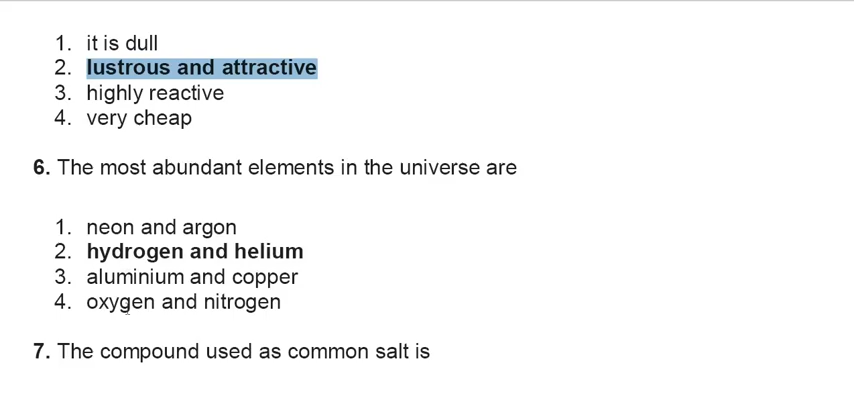 1. it is dull
2. lustrous and attractive
3. highly reactive
4. very cheap
6. The most abundant elements in the universe are
1. neon and argon
2. hydrogen and helium
3. aluminium and copper
4. oxygen and nitrogen
7. The compound used as common salt is